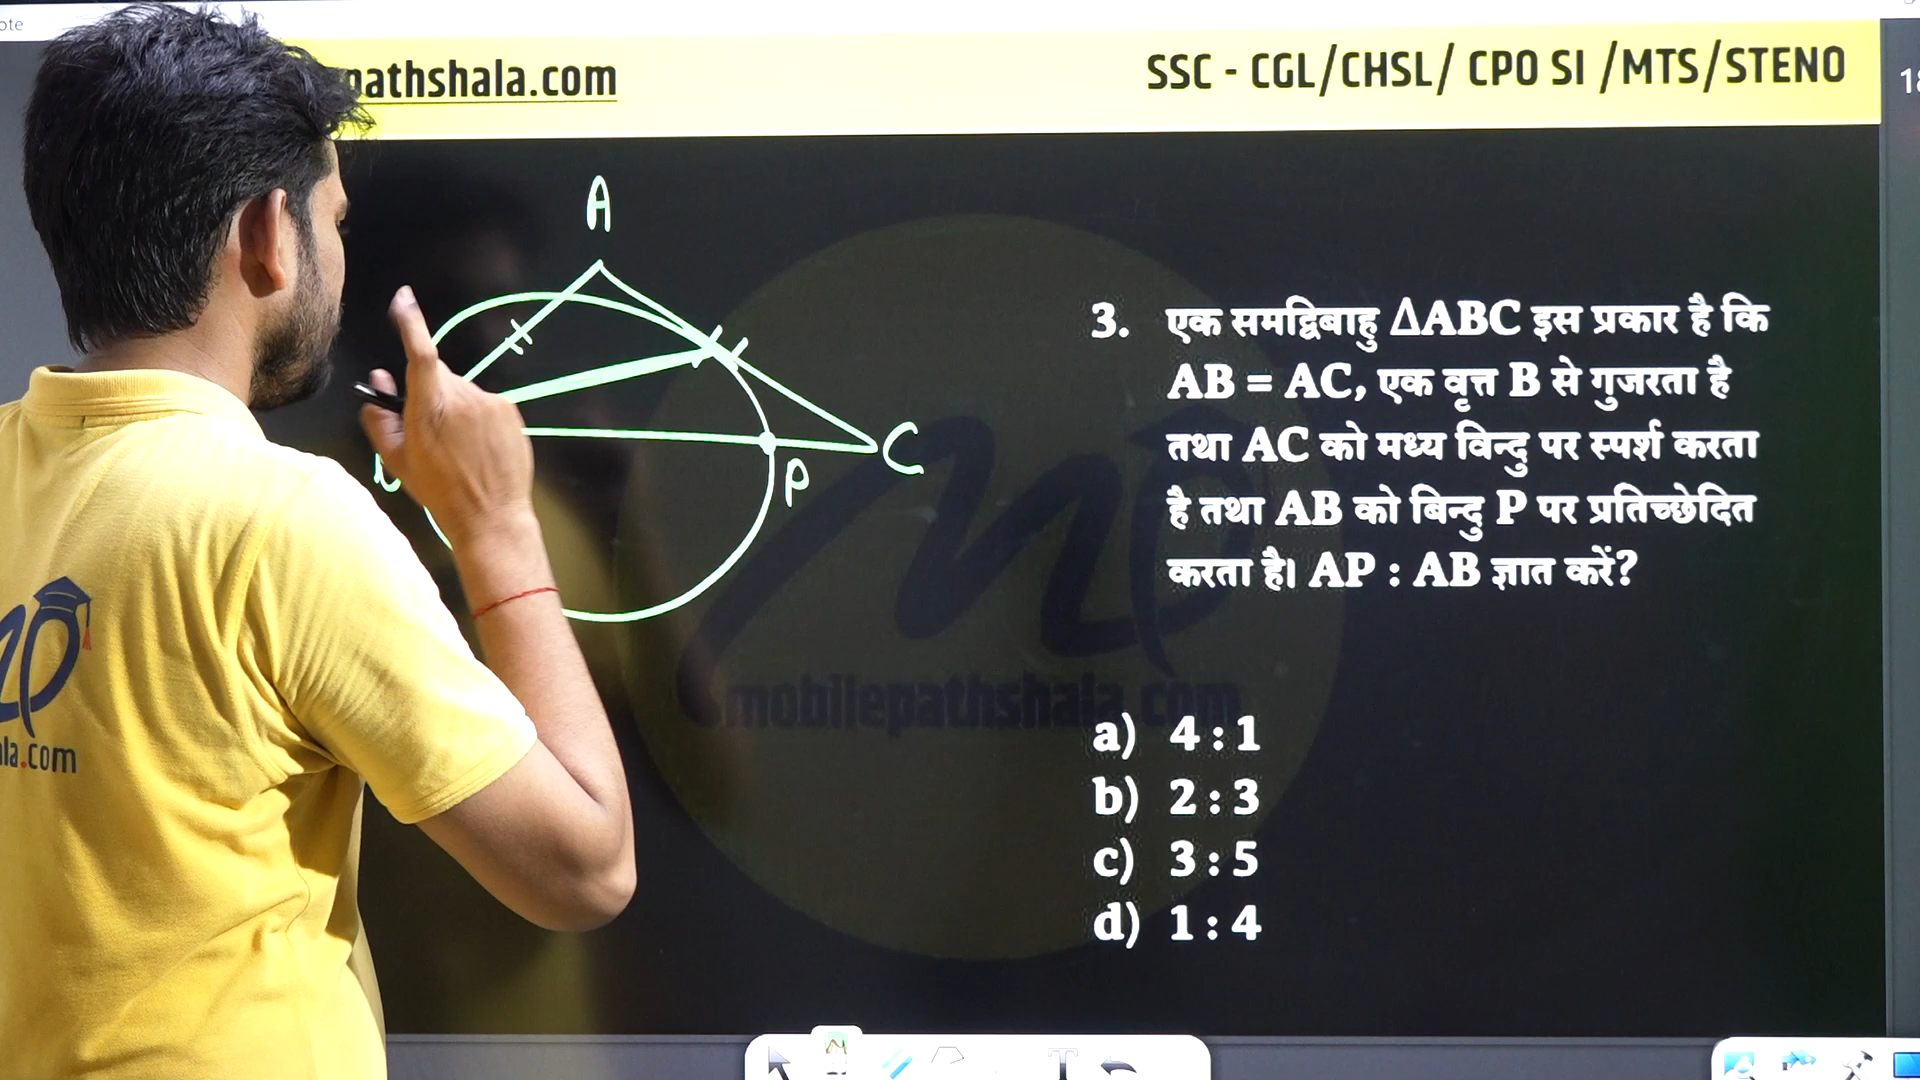 ote
pathshala.com
SSC - CGL/CHSL/ CPO SI /MTS/STENO
18
A
C
P
3. एक समद्विबाहु ΔABC इस प्रकार है कि
AB = AC, एक वृत्त B से गुजरता है
तथा AC को मध्य विन्दु पर स्पर्श करता
है तथा AB को बिन्दु P पर प्रतिच्छेदित
करता है। AP : AB ज्ञात करें?
mobilepathshala.com
a) 4 : 1
b) 2 : 3
c) 3 : 5
d) 1 : 4
la.com